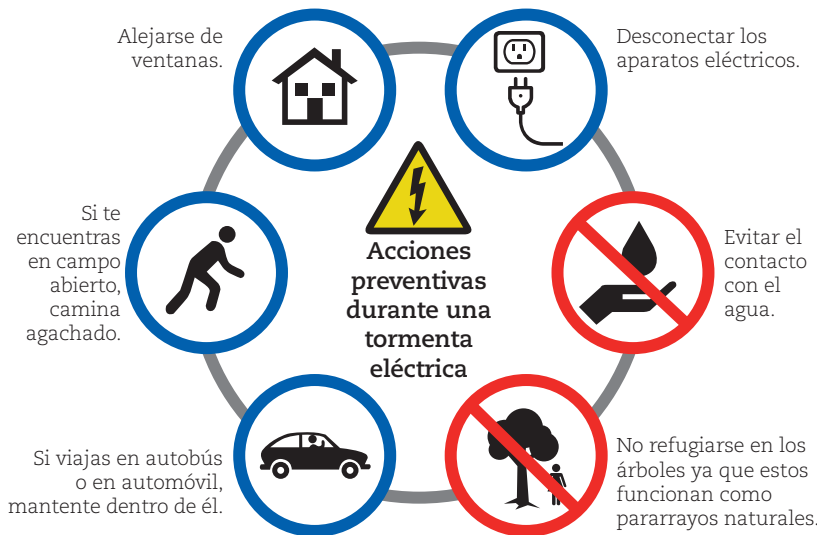 Alejarse de
ventanas.
Desconectar los
aparatos eléctricos.
Acciones
preventivas
durante una
tormenta
eléctrica
Si te
encuentras
en campo
abierto,
camina
agachado.
Evitar el
contacto
con el
agua.
Si viajas en autobús
o en automóvil,
mantente dentro de él.
No refugiarse en los
árboles ya que estos
funcionan como
pararrayos naturales.